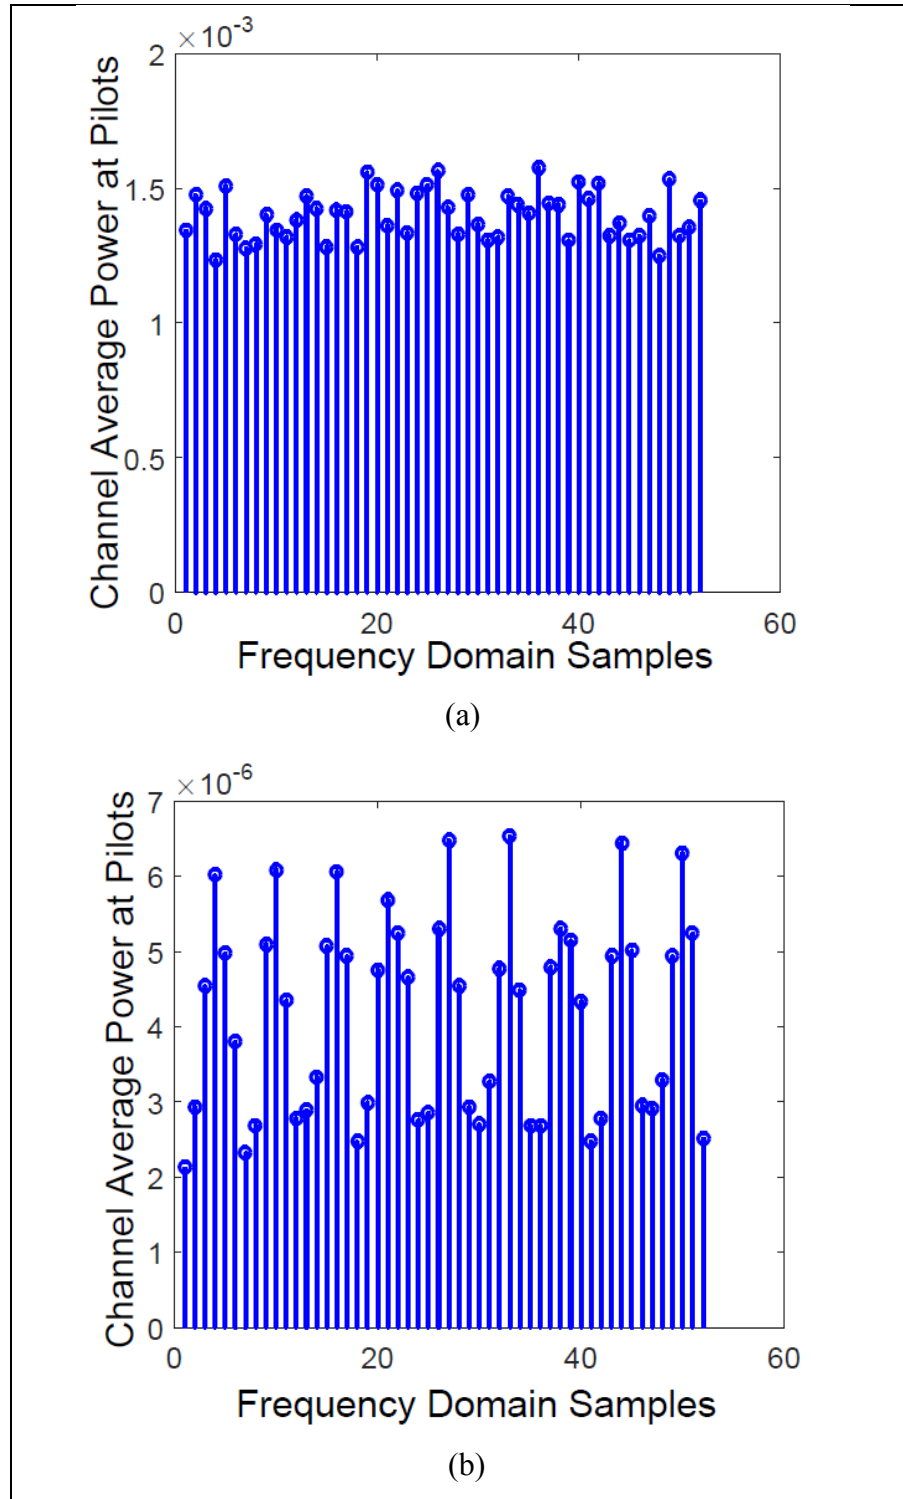 ×10-3
2
1.5
1
0.5
0
0 20 40 60
Channel Average Power at Pilots
Frequency Domain Samples
(a)
×10-6
7
6
5
4
3
2
1
0
0 20 40 60
Channel Average Power at Pilots
Frequency Domain Samples
(b)